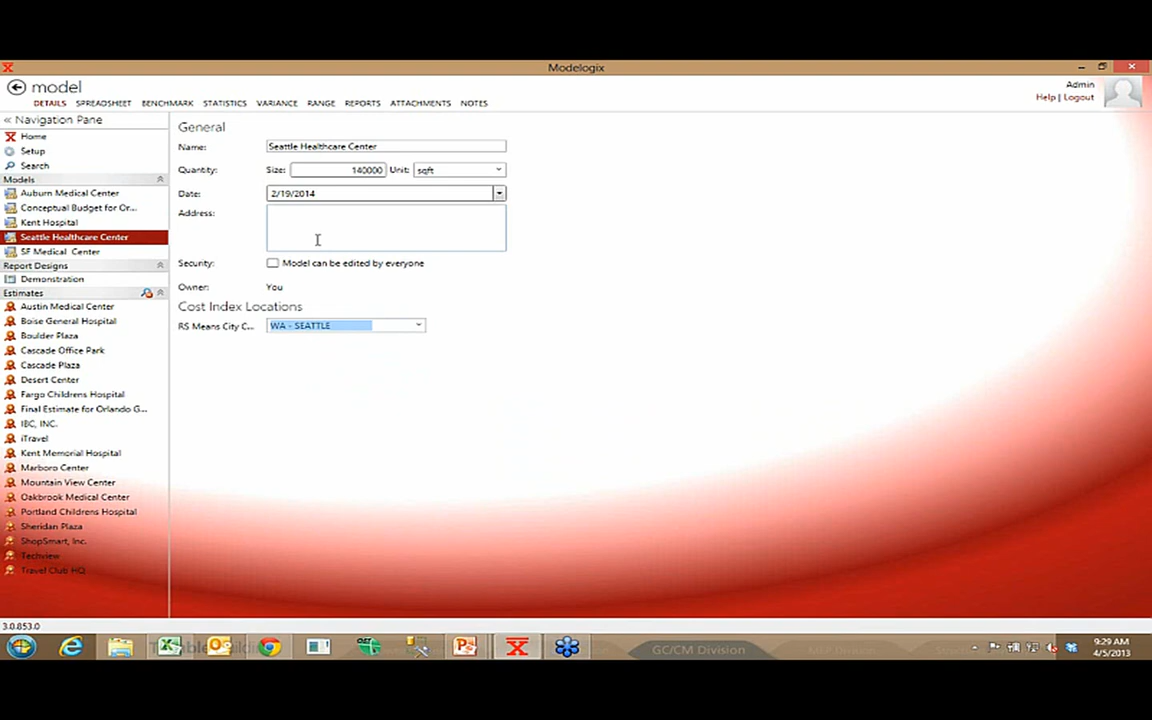 Modelogix
model
Admin
Help | Logout
DETAILS SPREADSHEET BENCHMARK STATISTICS VARIANCE RANGE REPORTS ATTACHMENTS NOTES
« Navigation Pane
Home
Setup
Search
Models
Auburn Medical Center
Conceptual Budget for Or...
Kent Hospital
Seattle Healthcare Center
SF Medical Center
Report Designs
Demonstration
Estimates
Austin Medical Center
Boise General Hospital
Boulder Plaza
Cascade Office Park
Cascade Plaza
Desert Center
Fargo Childrens Hospital
Final Estimate for Orlando G...
IBC, INC.
iTravel
Kent Memorial Hospital
Marboro Center
Mountain View Center
Oakbrook Medical Center
Portland Childrens Hospital
Sheridan Plaza
ShopSmart, Inc.
Techview
Travel Club HQ
General
Name: Seattle Healthcare Center
Quantity: Size: 140000 Unit: sqft
Date: 2/19/2014
Address:
Security: Model can be edited by everyone
Owner: You
Cost Index Locations
RS Means City C... WA - SEATTLE
3.0.853.0
GC/CM Division
9:29 AM
4/5/2013